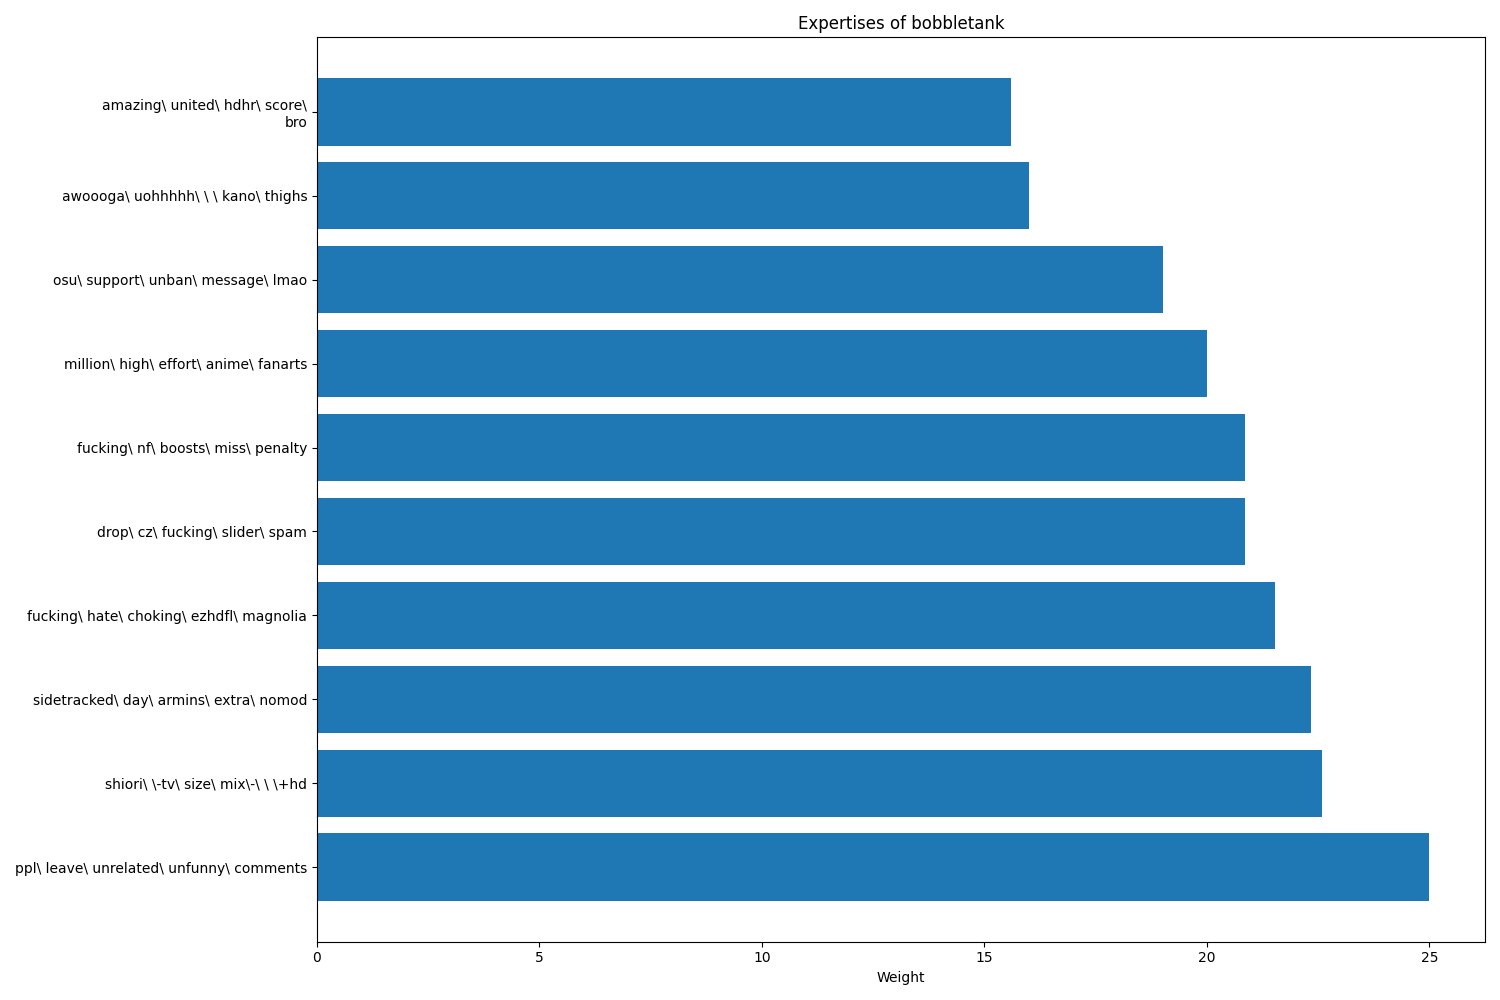 Expertises of bobbletank
amazing\ united\ hdhr\ score\
bro
awoooga\ uohhhhh\ \ \ kano\ thighs
osu\ support\ unban\ message\ lmao
million\ high\ effort\ anime\ fanarts
fucking\ nf\ boosts\ miss\ penalty
drop\ cz\ fucking\ slider\ spam
fucking\ hate\ choking\ ezhdfl\ magnolia
sidetracked\ day\ armins\ extra\ nomod
shiori\ \-tv\ size\ mix\-\ \ \+hd
ppl\ leave\ unrelated\ unfunny\ comments
0 5 10 15 20 25
Weight